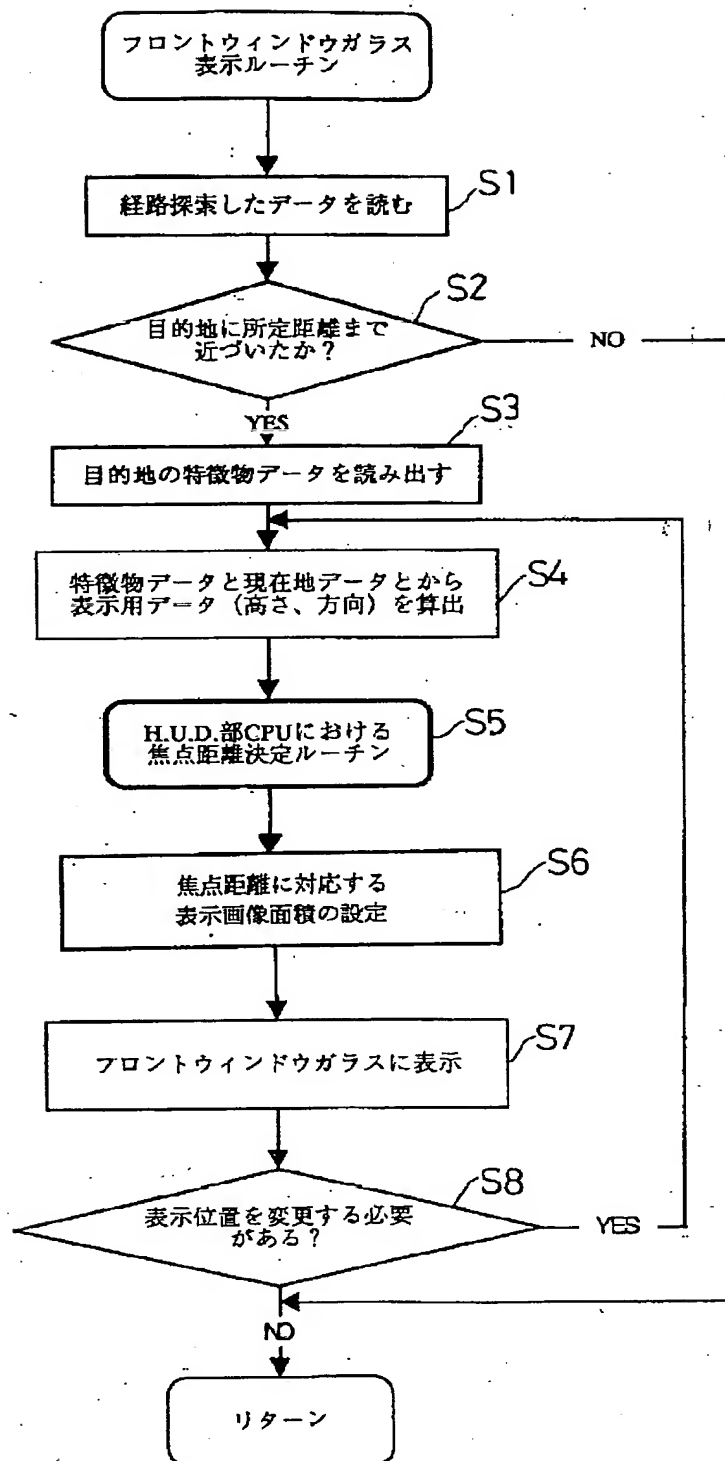 フロントウィンドウガラス
表示ルーチン
経路探索したデータを読む
S1
目的地に所定距離まで
近づいたか？
S2
NO
YES
目的地の特徴物データを読み出す
S3
特徴物データと現在地データとから
表示用データ（高さ、方向）を算出
S4
H.U.D.部CPUにおける
焦点距離決定ルーチン
S5
焦点距離に対応する
表示画像面積の設定
S6
フロントウィンドウガラスに表示
S7
表示位置を変更する必要
がある？
S8
YES
NO
リターン